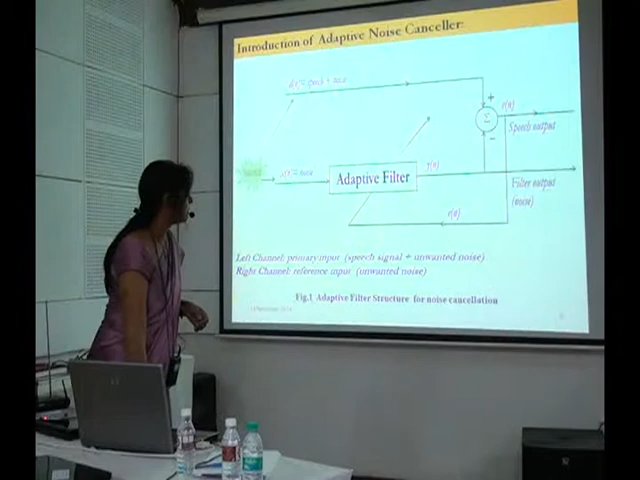 Introduction of Adaptive Noise Canceller:
+
Σ
−
Speech output
Adaptive Filter
y(n)
Filter output
(noise)
Left Channel: primary input (speech signal + unwanted noise)
Right Channel: reference input (unwanted noise)
Fig.1 Adaptive Filter Structure for noise cancellation
hp